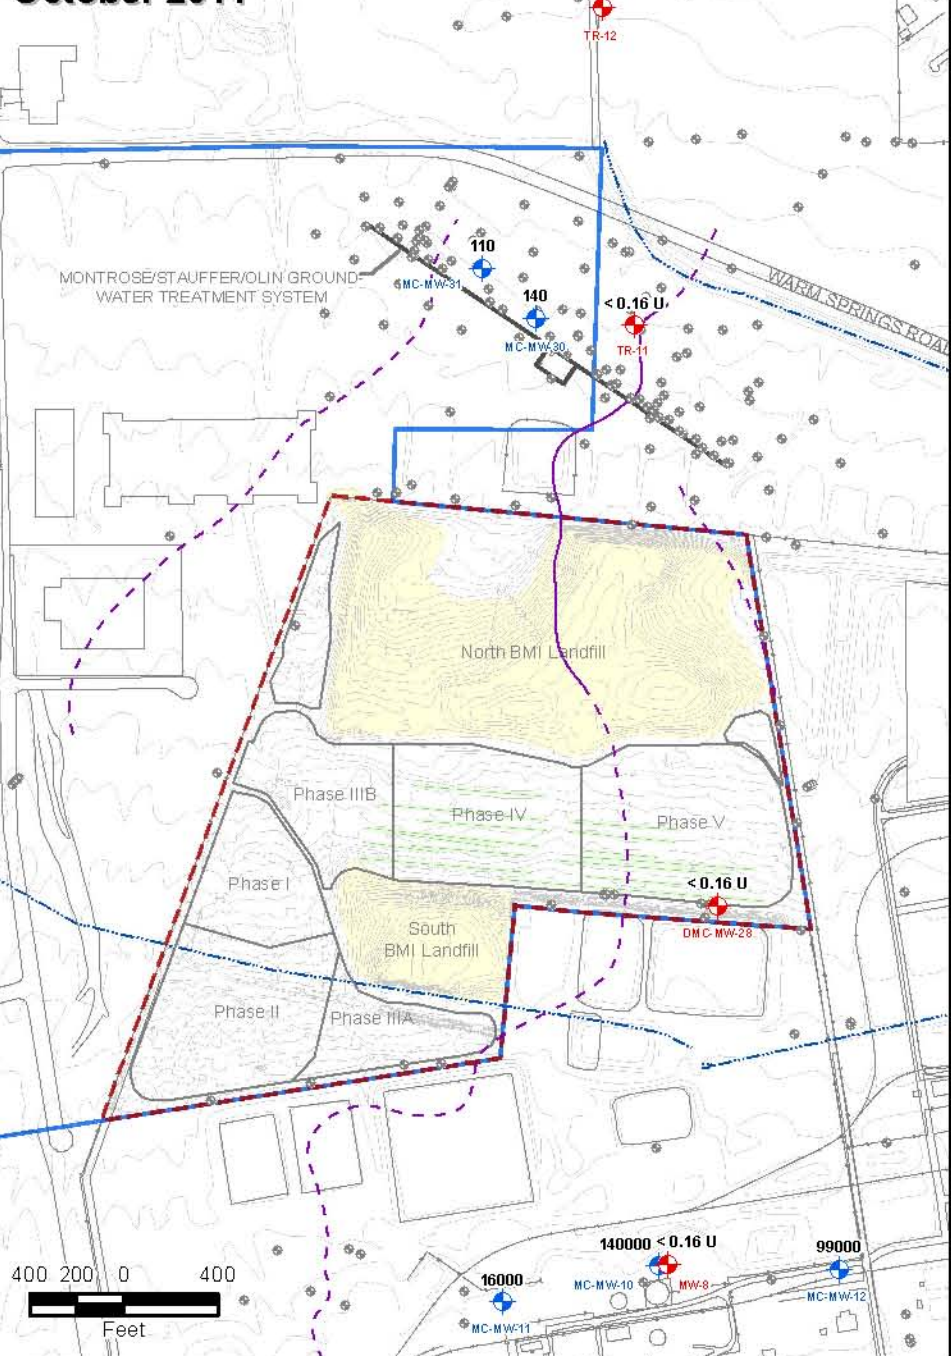 October 2011
TR-12
110
MC-MW-31
MONTROSE/STAUFFER/OLIN GROUND-
WATER TREATMENT SYSTEM
WARM SPRINGS ROAD
140
MC-MW-30
< 0.16 U
TR-11
North BMI Landfill
Phase IIIB
Phase IV
Phase V
Phase I
< 0.16 U
DMC-MW-28
South
BMI Landfill
Phase II
Phase IIIA
140000 < 0.16 U
MC-MW-10 MW-8
99000
MC-MW-12
16000
MC-MW-11
400 200 0 400
Feet